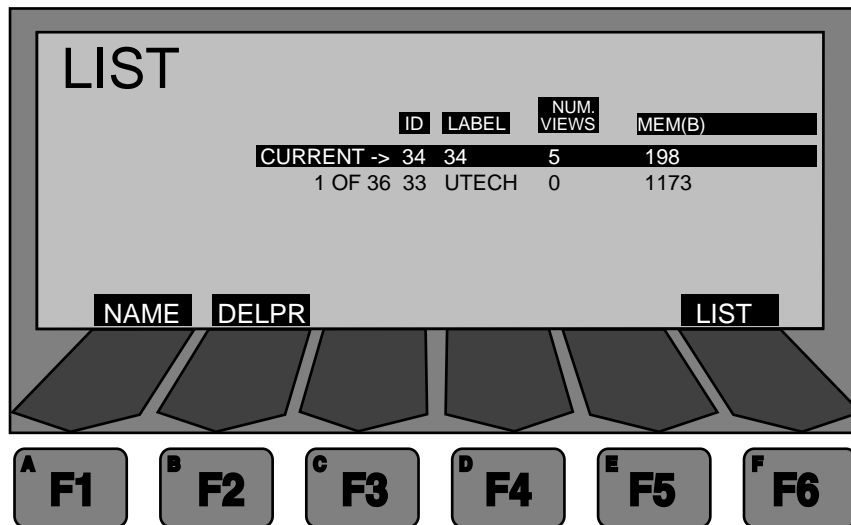 LIST
ID LABEL NUM. VIEWS MEM(B)
CURRENT -> 34 34 5 198
1 OF 36 33 UTECH 0 1173
NAME DELPR LIST
A F1 B F2 C F3 D F4 E F5 F F6